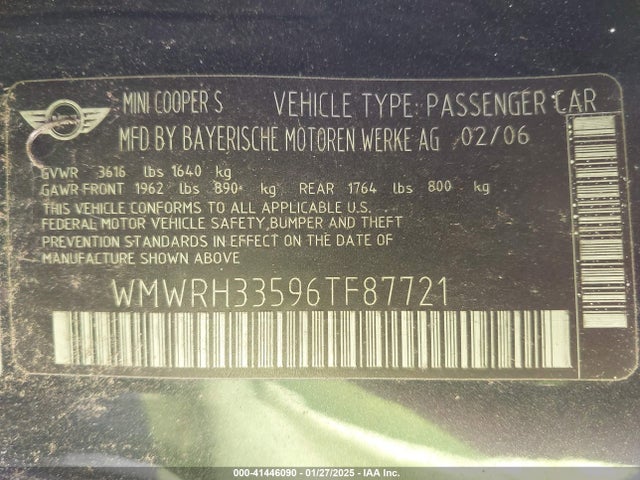 MINI COOPER S VEHICLE TYPE: PASSENGER CAR
MFD BY BAYERISCHE MOTOREN WERKE AG 02/06
GVWR 3616 lbs 1640 kg
GAWR-FRONT 1962 lbs 890 kg REAR 1764 lbs 800 kg
THIS VEHICLE CONFORMS TO ALL APPLICABLE U.S.
FEDERAL MOTOR VEHICLE SAFETY,BUMPER AND THEFT
PREVENTION STANDARDS IN EFFECT ON THE DATE OF
MANUFACTURE SHOWN ABOVE
WMWRH33596TF87721
000-41446090 - 01/27/2025 - IAA Inc.